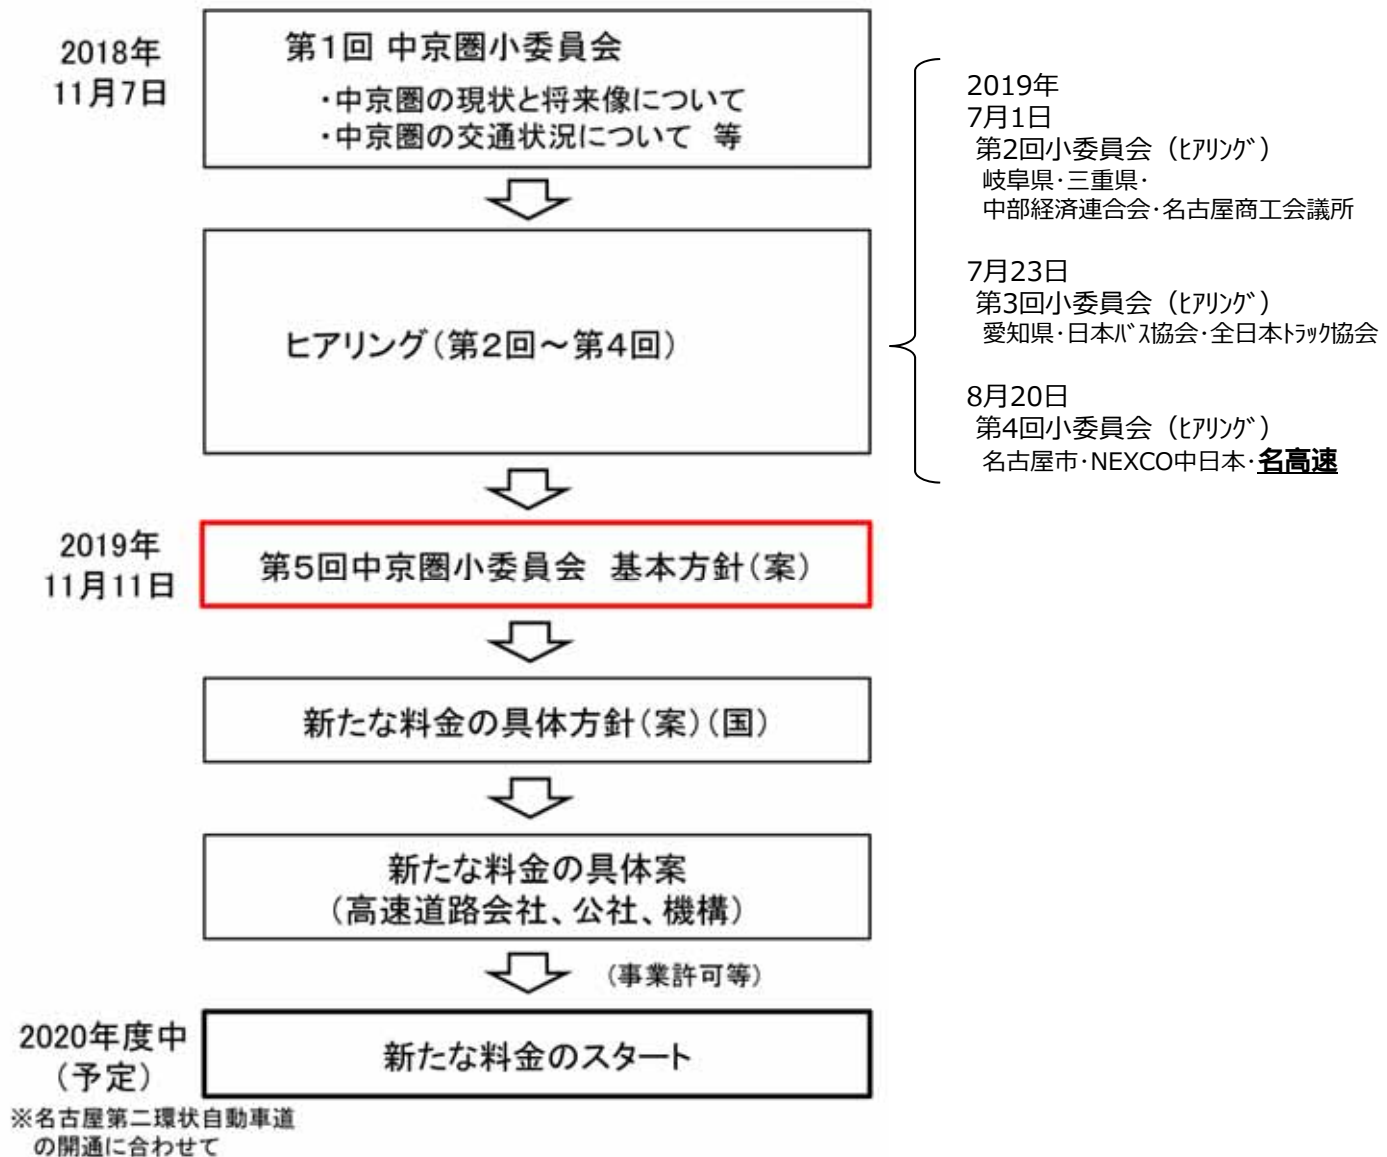 2018年
11月7日
第1回 中京圏小委員会
・中京圏の現状と将来像について
・中京圏の交通状況について 等
2019年
7月1日
第2回小委員会（ﾋｱﾘﾝｸﾞ）
岐阜県・三重県・
中部経済連合会・名古屋商工会議所
7月23日
第3回小委員会（ﾋｱﾘﾝｸﾞ）
愛知県・日本ﾊﾞｽ協会・全日本ﾄﾗｯｸ協会
8月20日
第4回小委員会（ﾋｱﾘﾝｸﾞ）
名古屋市・NEXCO中日本・名高速
ヒアリング（第2回～第4回）
2019年
11月11日
第5回中京圏小委員会 基本方針（案）
新たな料金の具体方針（案）（国）
新たな料金の具体案
（高速道路会社、公社、機構）
（事業許可等）
2020年度中
（予定）
新たな料金のスタート
※名古屋第二環状自動車道
の開通に合わせて